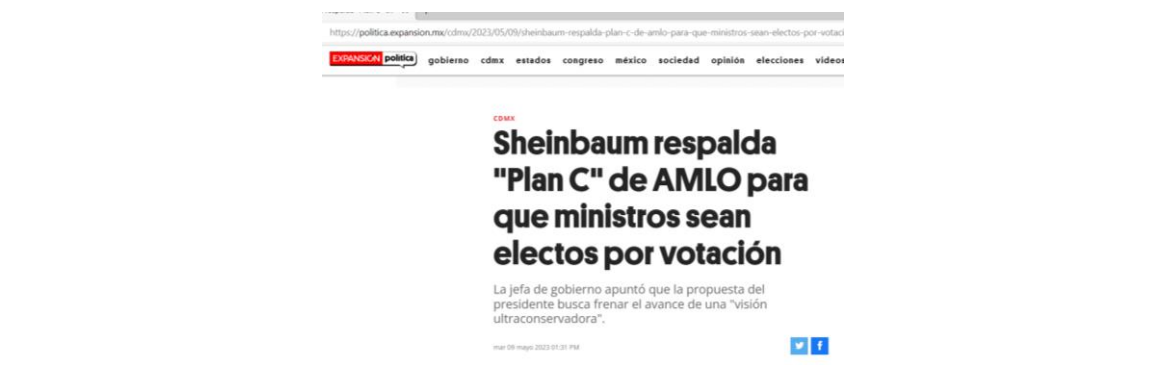 https://politica.expansion.mx/cdmx/2023/05/09/sheinbaum-respalda-plan-c-de-amlo-para-que-ministros-sean-electos-por-votaci
EXPANSIÓN política gobierno cdmx estados congreso méxico sociedad opinión elecciones videos
CDMX
Sheinbaum respalda
"Plan C" de AMLO para
que ministros sean
electos por votación
La jefa de gobierno apuntó que la propuesta del
presidente busca frenar el avance de una "visión
ultraconservadora".
mar 09 mayo 2023 01:31 PM